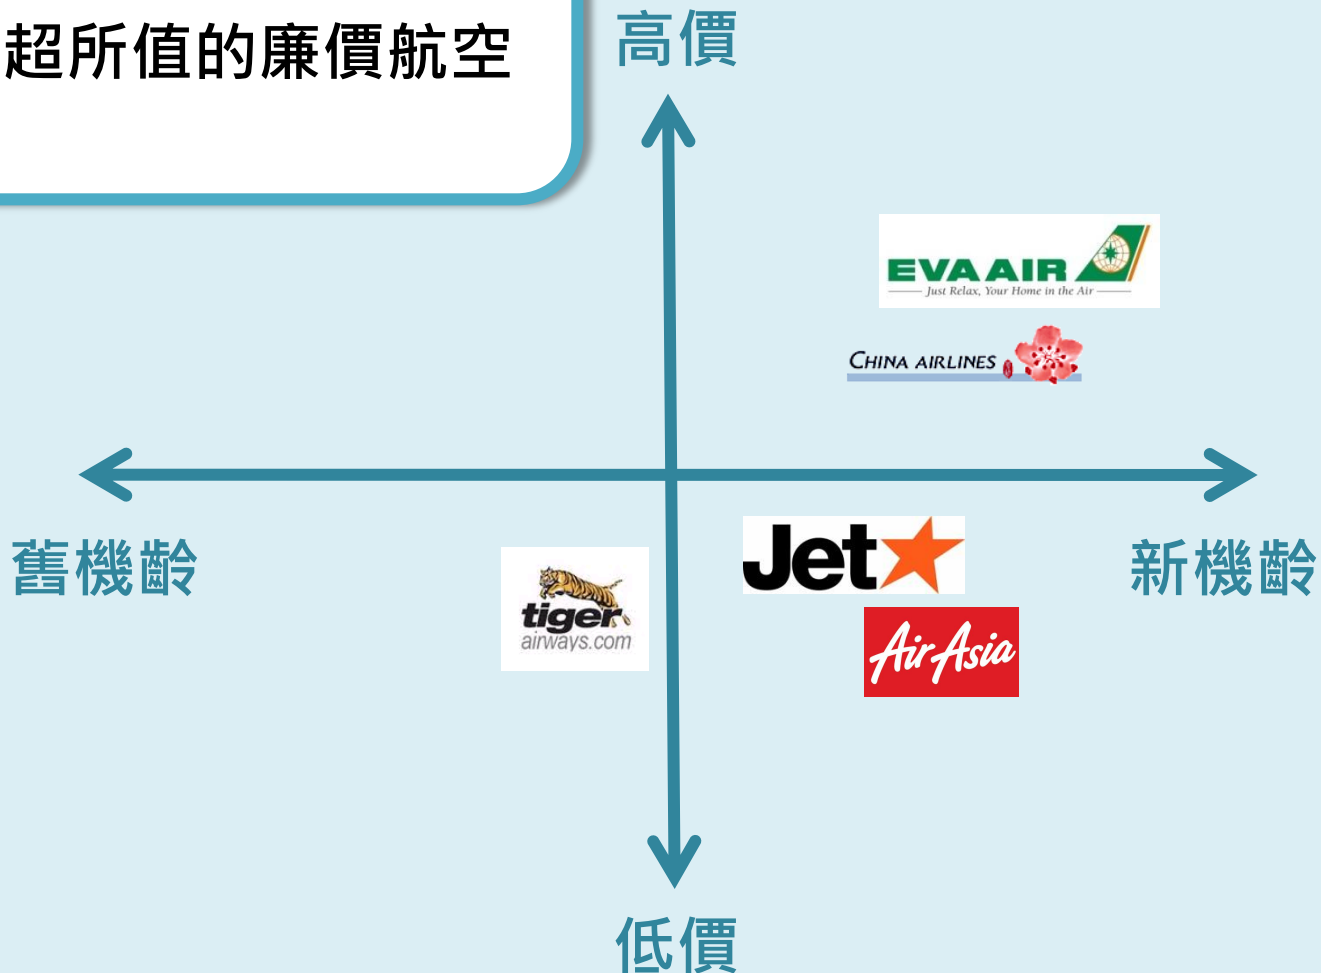 超所值的廉價航空
高價
EVA AIR
Just Relax, Your Home in the Air
CHINA AIRLINES
舊機齡
新機齡
Jet
tiger
airways.com
AirAsia
低價